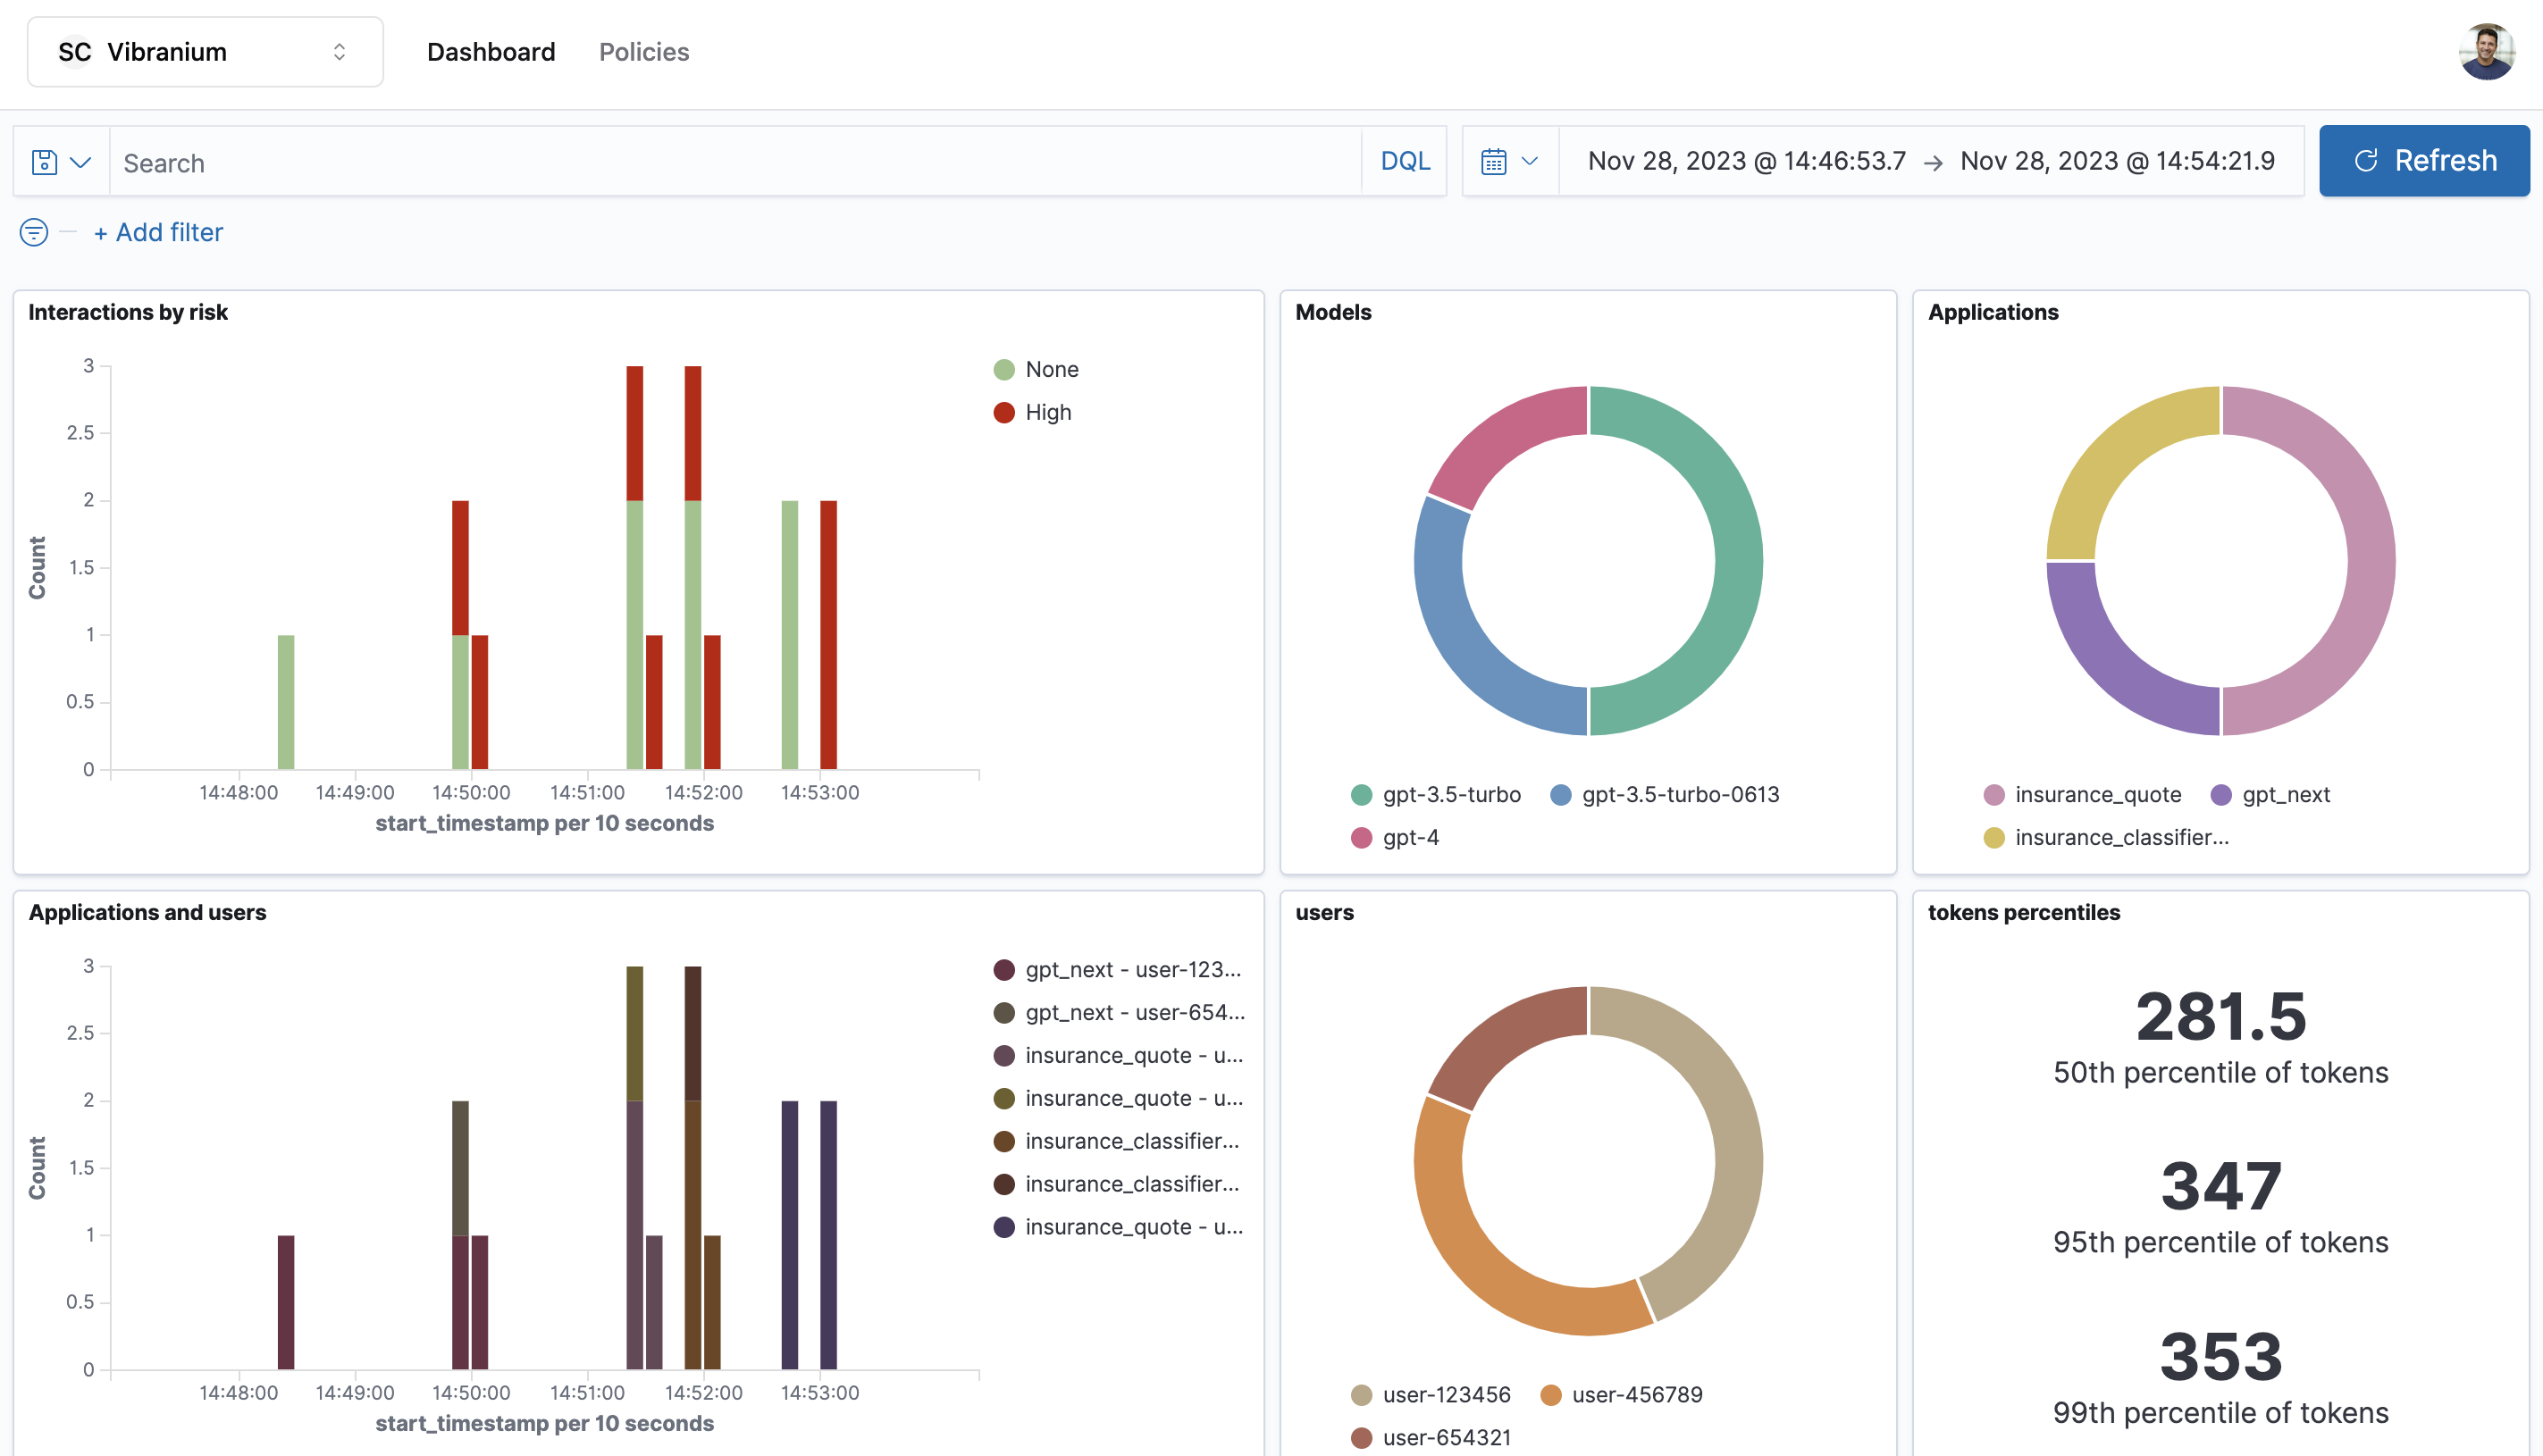 SC Vibranium
Dashboard
Policies
Search
DQL
Nov 28, 2023 @ 14:46:53.7 → Nov 28, 2023 @ 14:54:21.9
Refresh
+ Add filter
Interactions by risk
3
2.5
2
1.5
1
0.5
0
Count
14:48:00 14:49:00 14:50:00 14:51:00 14:52:00 14:53:00
start_timestamp per 10 seconds
None
High
Models
gpt-3.5-turbo gpt-3.5-turbo-0613
gpt-4
Applications
insurance_quote gpt_next
insurance_classifier...
Applications and users
3
2.5
2
1.5
1
0.5
0
Count
14:48:00 14:49:00 14:50:00 14:51:00 14:52:00 14:53:00
start_timestamp per 10 seconds
gpt_next - user-123...
gpt_next - user-654...
insurance_quote - u...
insurance_quote - u...
insurance_classifier...
insurance_classifier...
insurance_quote - u...
users
user-123456 user-456789
user-654321
tokens percentiles
281.5
50th percentile of tokens
347
95th percentile of tokens
353
99th percentile of tokens